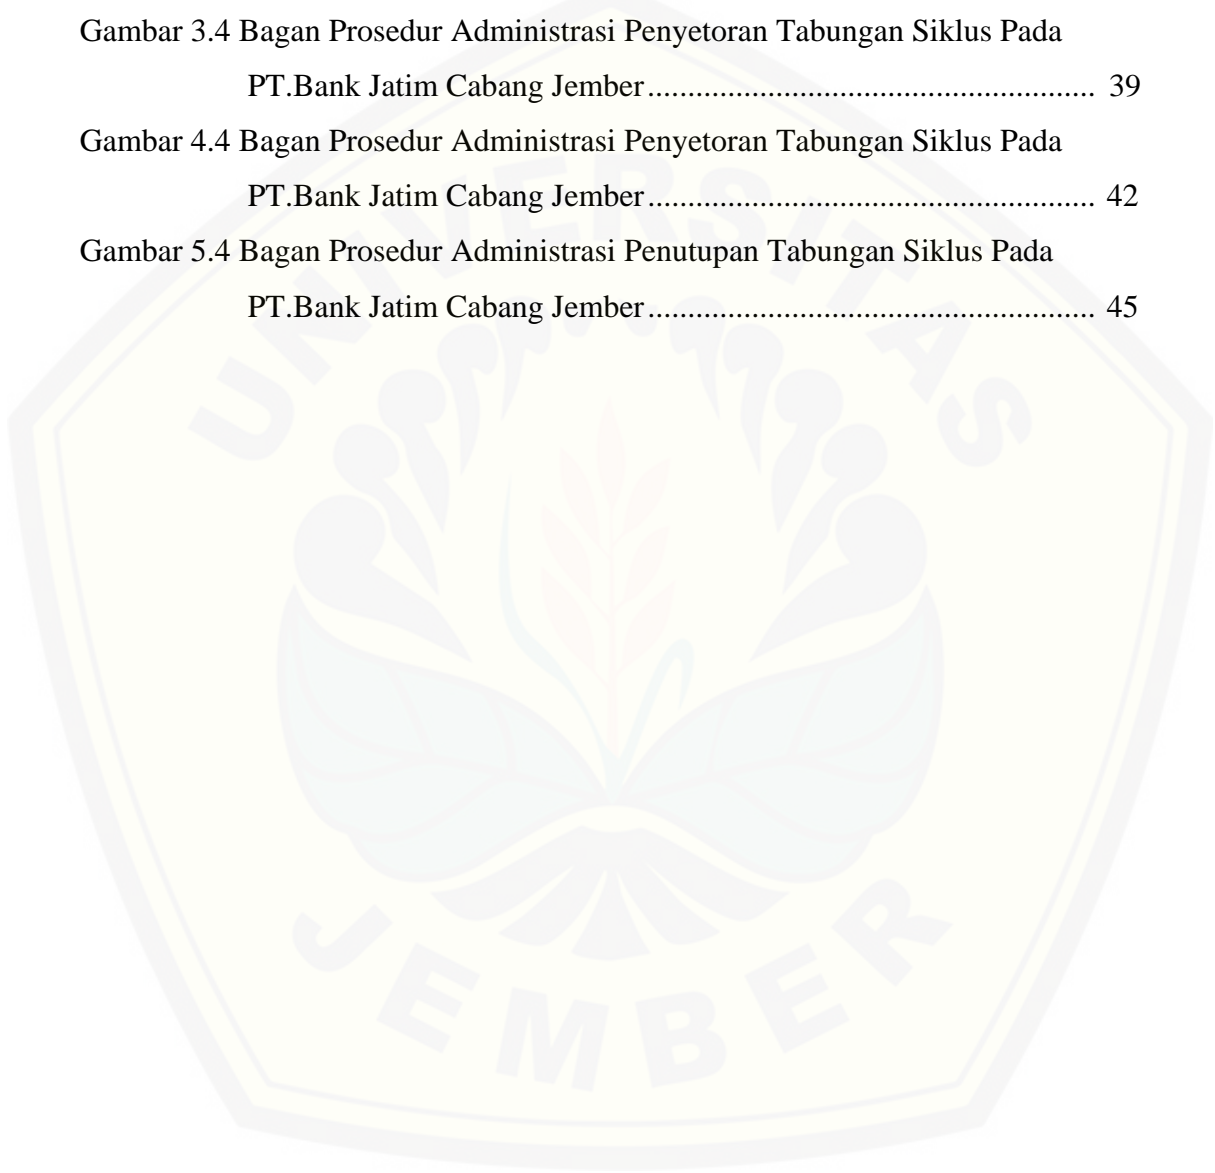 Gambar 3.4 Bagan Prosedur Administrasi Penyetoran Tabungan Siklus Pada
PT.Bank Jatim Cabang Jember....................................................... 39
Gambar 4.4 Bagan Prosedur Administrasi Penyetoran Tabungan Siklus Pada
PT.Bank Jatim Cabang Jember....................................................... 42
Gambar 5.4 Bagan Prosedur Administrasi Penutupan Tabungan Siklus Pada
PT.Bank Jatim Cabang Jember....................................................... 45
UNIVERSITAS
JEMBER